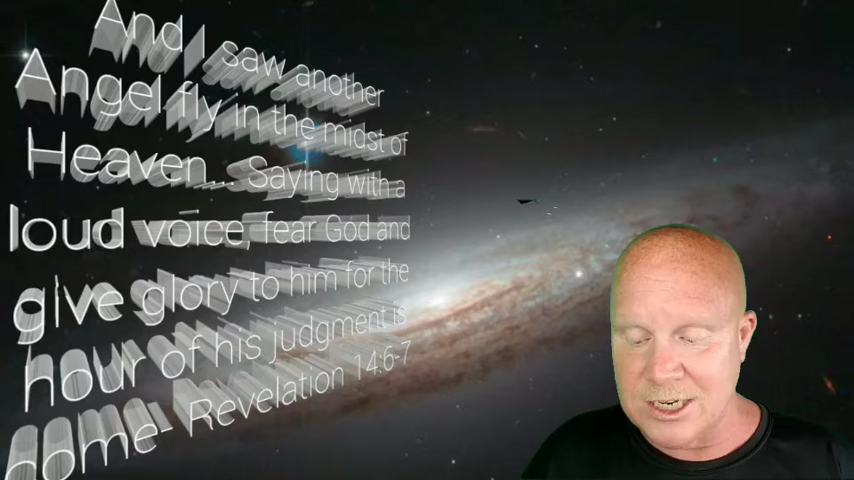 And I saw another
Angel fly in the midst of
Heaven... Saying with a
loud voice, fear God and
give glory to him for the
hour of his judgment is
come- Revelation 14:6-7